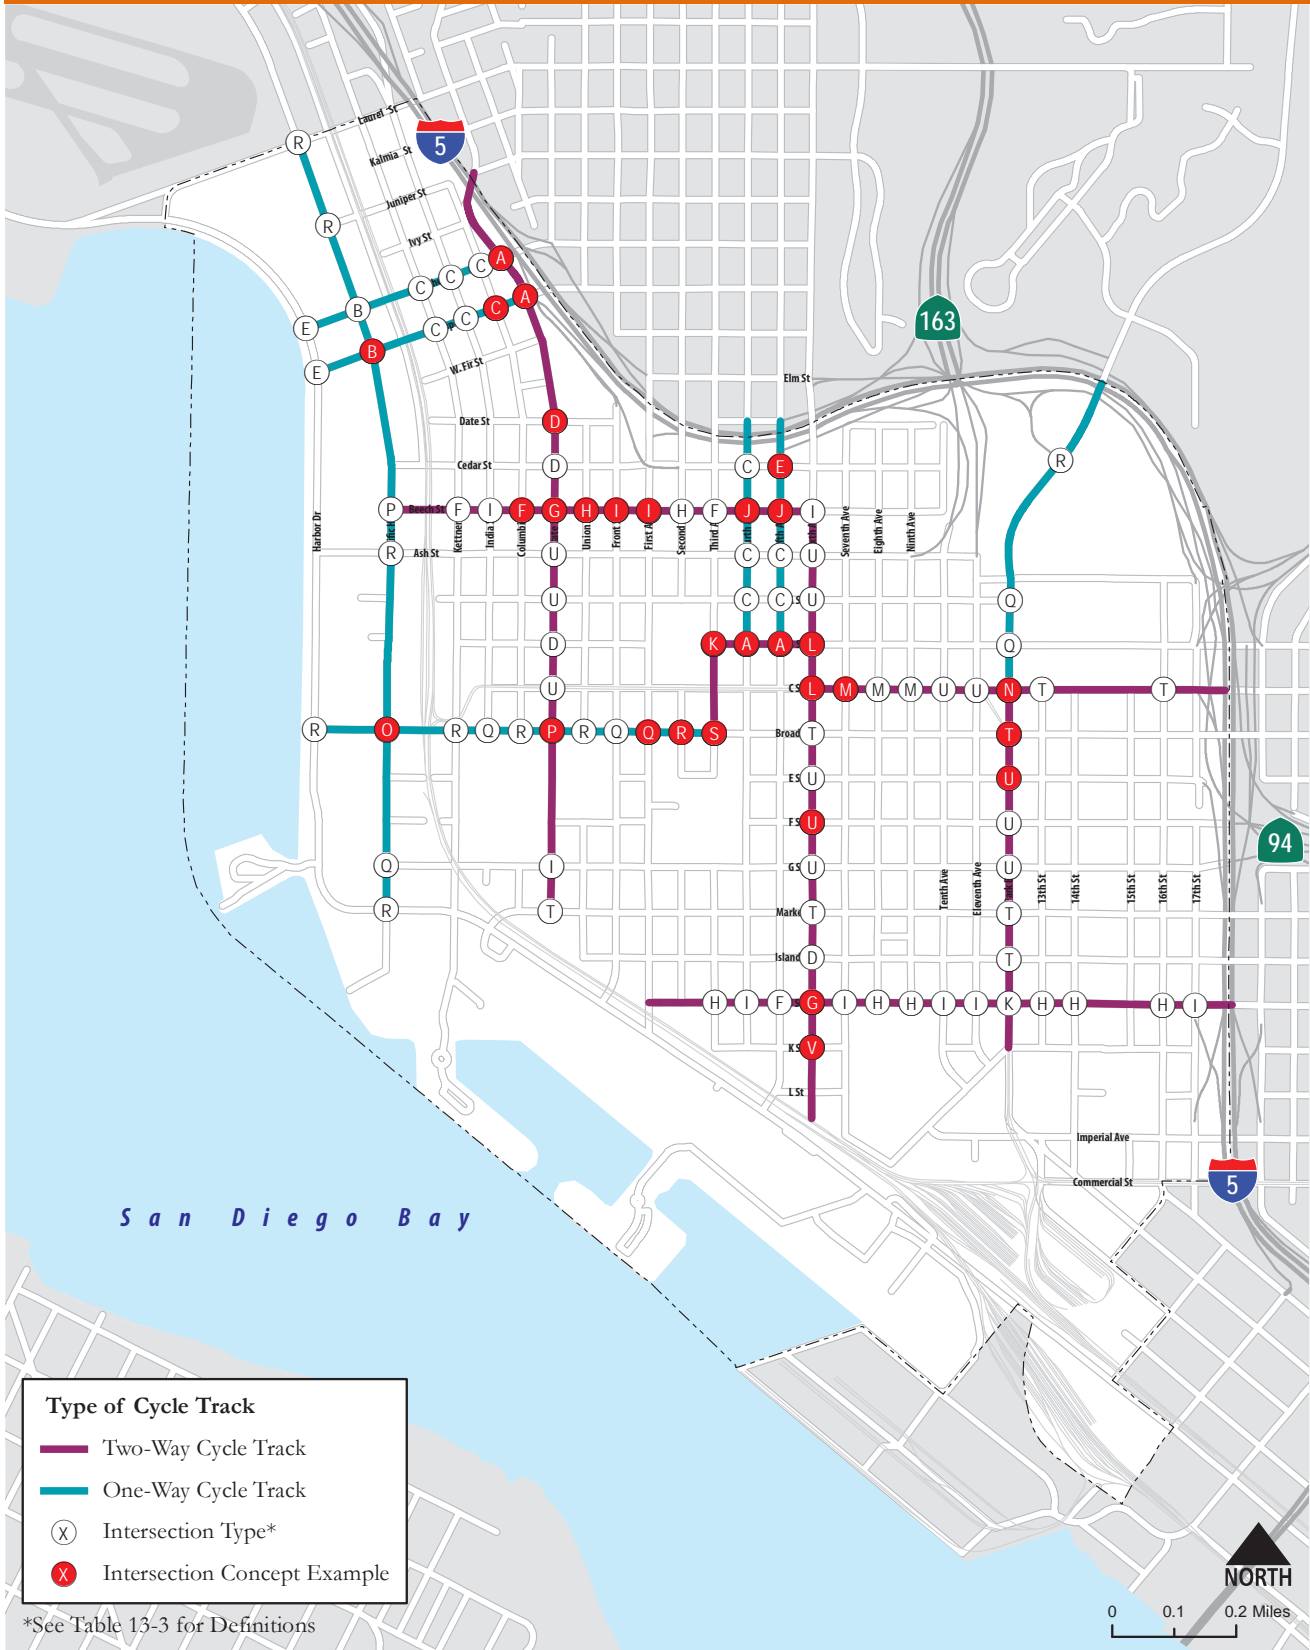 Laurel St
Kalmia St
5
Juniper St
Ivy St
R
R
A
C C C
A
B
C C C
E
B
E
163
W. Fir St
Elm St
Date St
D
Cedar St
D
C E
R
P Beech St F I F G H I I H F J J I
Harbor Dr
Kettner
India
Columbi
Union
Front
First A
Second
Third A
Seventh Ave
Eighth Ave
Ninth Ave
R Ash St
U
C C U
U
C C U
Q
D
K A A L
Q
U
C S L M M M U U N T T
R O R Q R P R Q Q R S
Broad T
T
E S U
U
F S U
U
94
Q
I
G S U
U
Tenth Ave
Eleventh Ave
13th St.
14th St.
15th St.
16th St.
17th St.
R
T
Marke T
T
Island D
T
H I F G I H H I I K H H H I
K S V
L St
Imperial Ave
Commercial St
5
San Diego Bay
Type of Cycle Track
Two-Way Cycle Track
One-Way Cycle Track
X Intersection Type*
X Intersection Concept Example
*See Table 13-3 for Definitions
NORTH
0 0.1 0.2 Miles